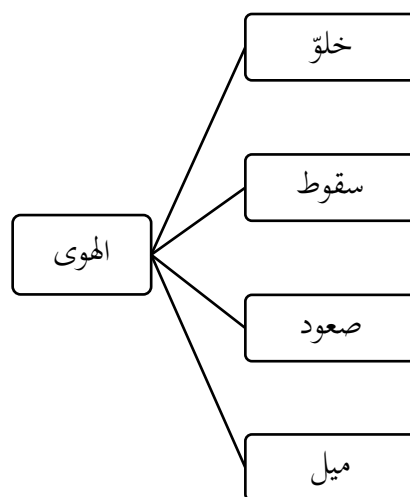 خلوّ
سقوط
الهوى
صعود
ميل